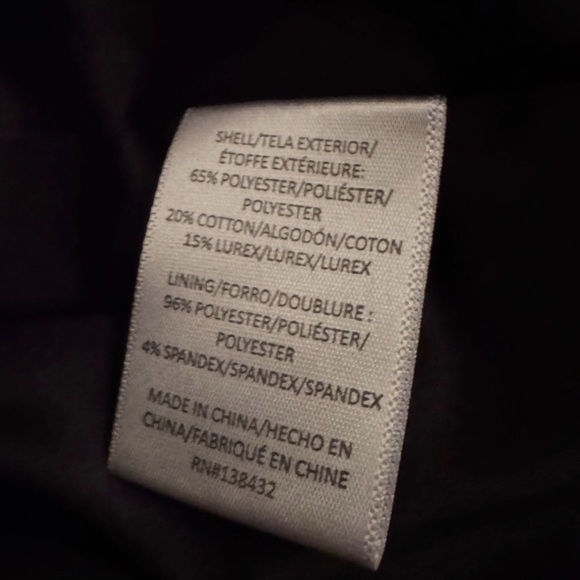 SHELL/TELA EXTERIOR/
ÉTOFFE EXTÉRIEURE:
65% POLYESTER/POLIÉSTER/
POLYESTER
20% COTTON/ALGODÓN/COTON
15% LUREX/LUREX/LUREX
LINING/FORRO/DOUBLURE :
96% POLYESTER/POLIÉSTER/
POLYESTER
4% SPANDEX/SPANDEX/SPANDEX
MADE IN CHINA/HECHO EN
CHINA/FABRIQUÉ EN CHINE
RN#138432